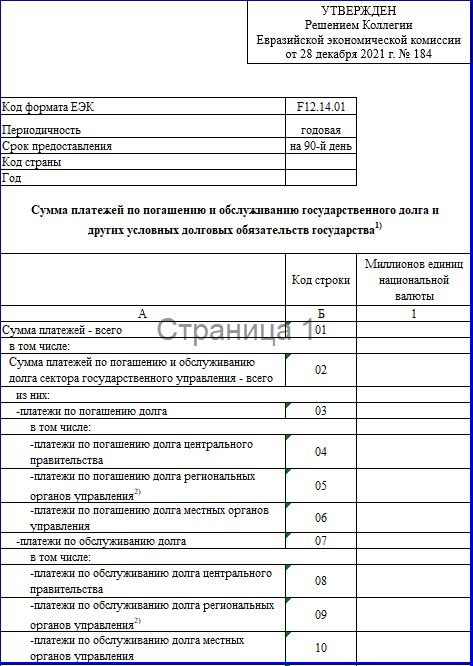 УТВЕРЖДЕН
Решением Коллегии
Евразийской экономической комиссии
от 28 декабря 2021 г. № 184
Код формата ЕЭК F12.14.01
Периодичность годовая
Срок предоставления на 90-й день
Код страны
Год
Сумма платежей по погашению и обслуживанию государственного долга и
других условных долговых обязательств государства1)
Код строки
Миллионов единиц
национальной
валюты
А Б 1
Сумма платежей - всего 01
Страница 1
в том числе:
Сумма платежей по погашению и обслуживанию
долга сектора государственного управления - всего 02
из них:
-платежи по погашению долга 03
в том числе:
-платежи по погашению долга центрального
правительства 04
-платежи по погашению долга региональных
органов управления2) 05
-платежи по погашению долга местных органов
управления 06
-платежи по обслуживанию долга 07
в том числе:
-платежи по обслуживанию долга центрального
правительства 08
-платежи по обслуживанию долга региональных
органов управления2) 09
-платежи по обслуживанию долга местных
органов управления 10